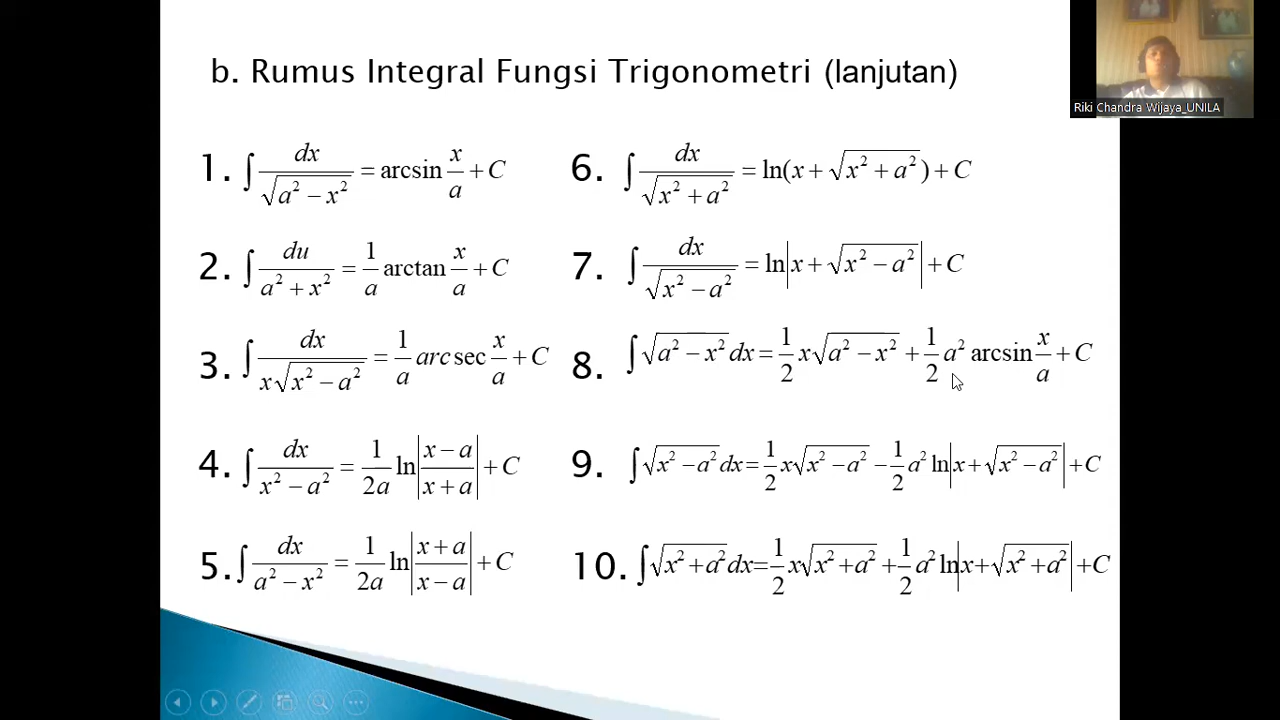 b. Rumus Integral Fungsi Trigonometri (lanjutan)
Riki Chandra Wijaya_UNILA
1. ∫ dx/√(a² − x²) = arcsin x/a + C
2. ∫ du/(a² + x²) = 1/a arctan x/a + C
3. ∫ dx/(x√(x² − a²)) = 1/a arc sec x/a + C
4. ∫ dx/(x² − a²) = 1/2a ln|(x − a)/(x + a)| + C
5. ∫ dx/(a² − x²) = 1/2a ln|(x + a)/(x − a)| + C
6. ∫ dx/√(x² + a²) = ln(x + √(x² + a²)) + C
7. ∫ dx/√(x² − a²) = ln|x + √(x² − a²)| + C
8. ∫ √(a² − x²) dx = 1/2 x√(a² − x²) + 1/2 a² arcsin x/a + C
9. ∫ √(x² − a²) dx = 1/2 x√(x² − a²) − 1/2 a² ln|x + √(x² − a²)| + C
10. ∫ √(x² + a²) dx = 1/2 x√(x² + a²) + 1/2 a² ln|x + √(x² + a²)| + C